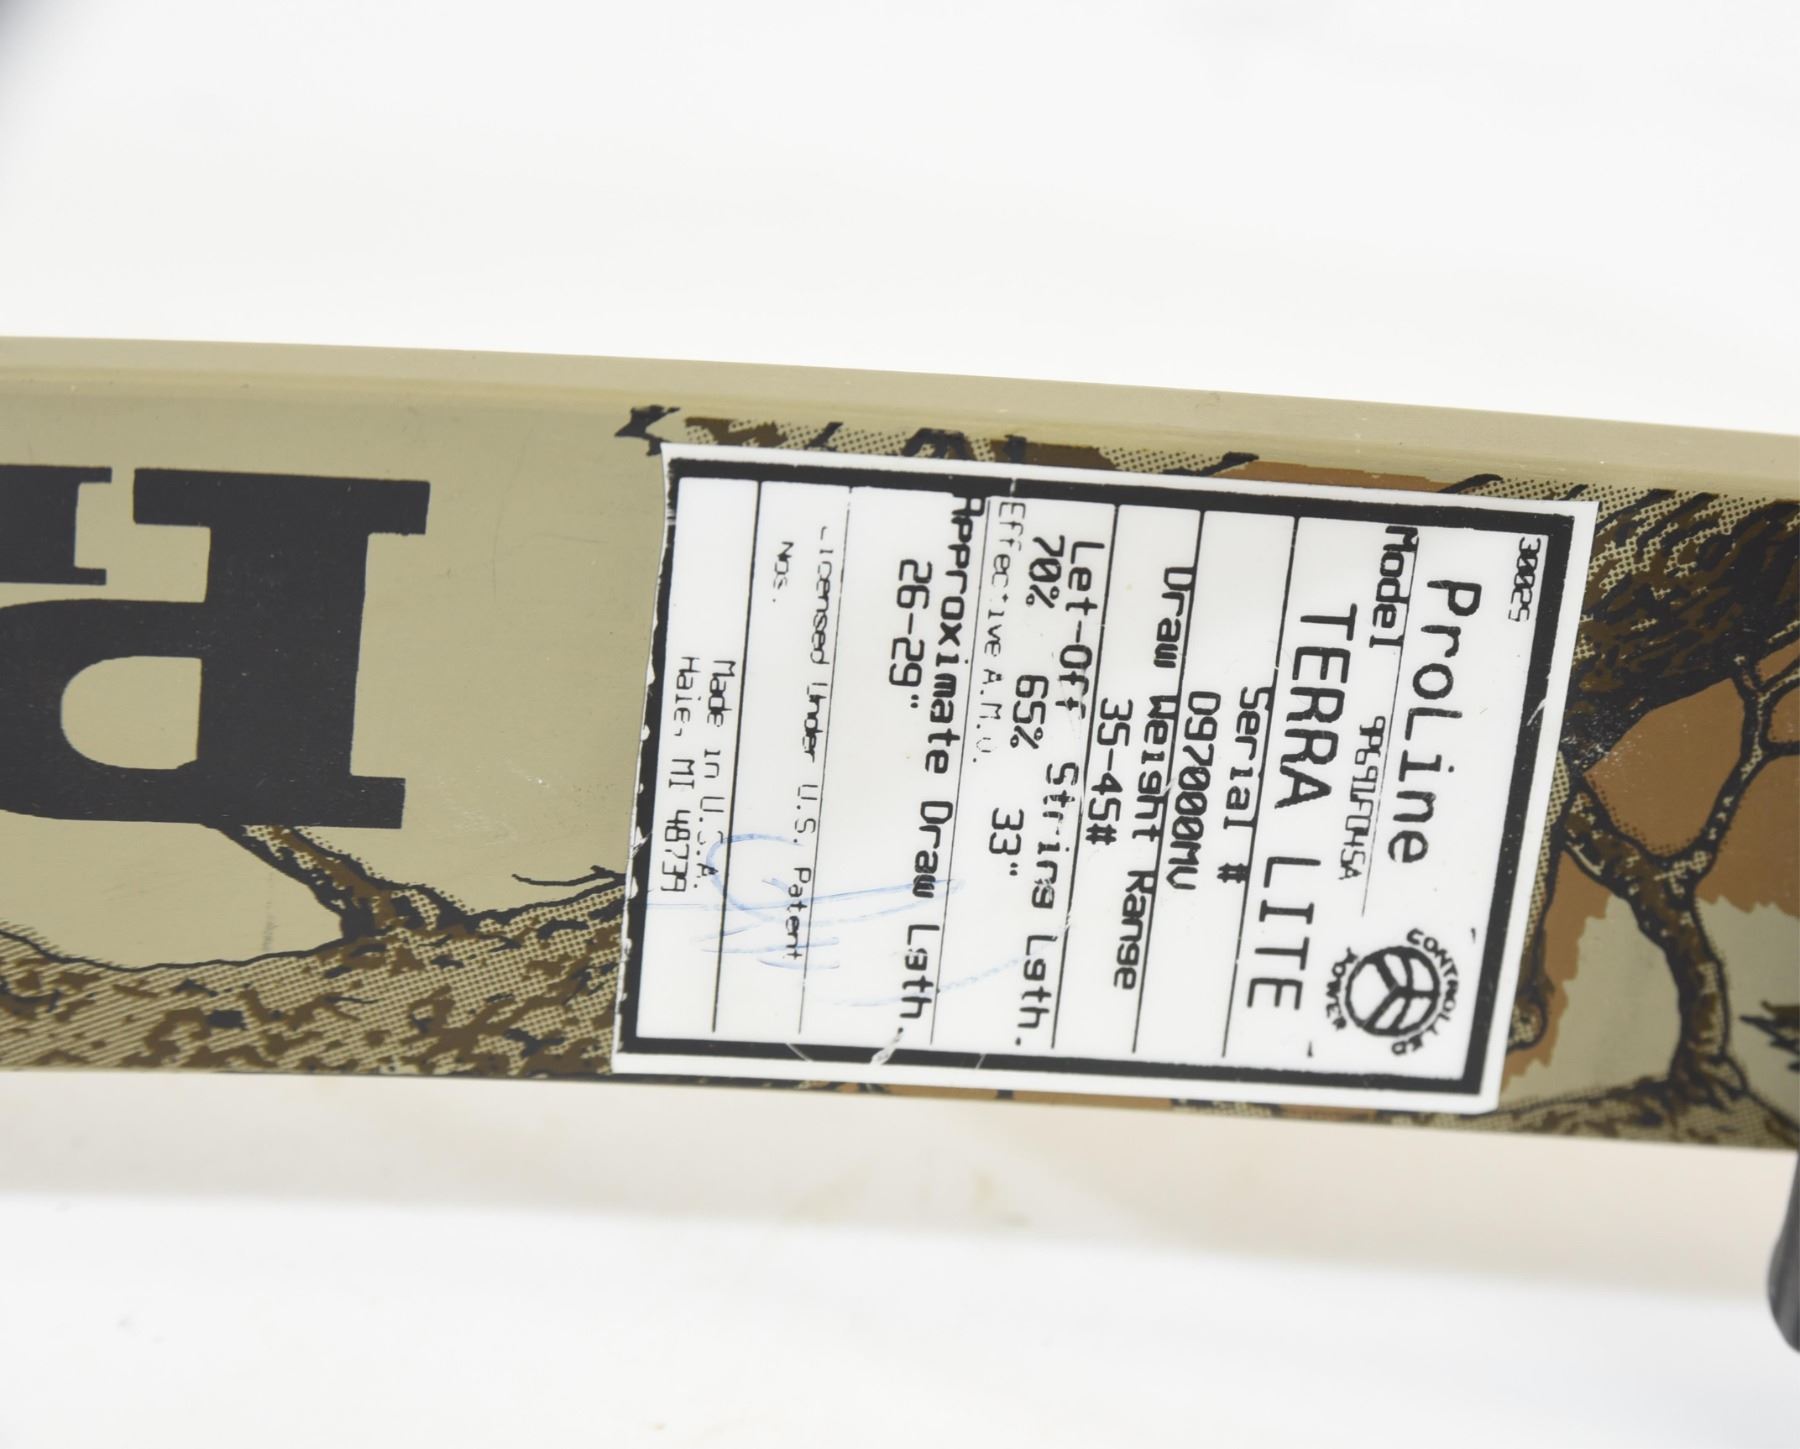 30025
ProLine
CONTROLLED POWER
Model
TERRA LITE
Serial #
097000MV
Draw Weight Range
35-45#
Let-Off String Lgth.
70% 65% 33"
Effective A.M.O.
Approximate Draw Lgth.
26-29"
Licensed Under U.S. Patent
Nos.
Made in U.S.A.
Hale, MI 48739
P